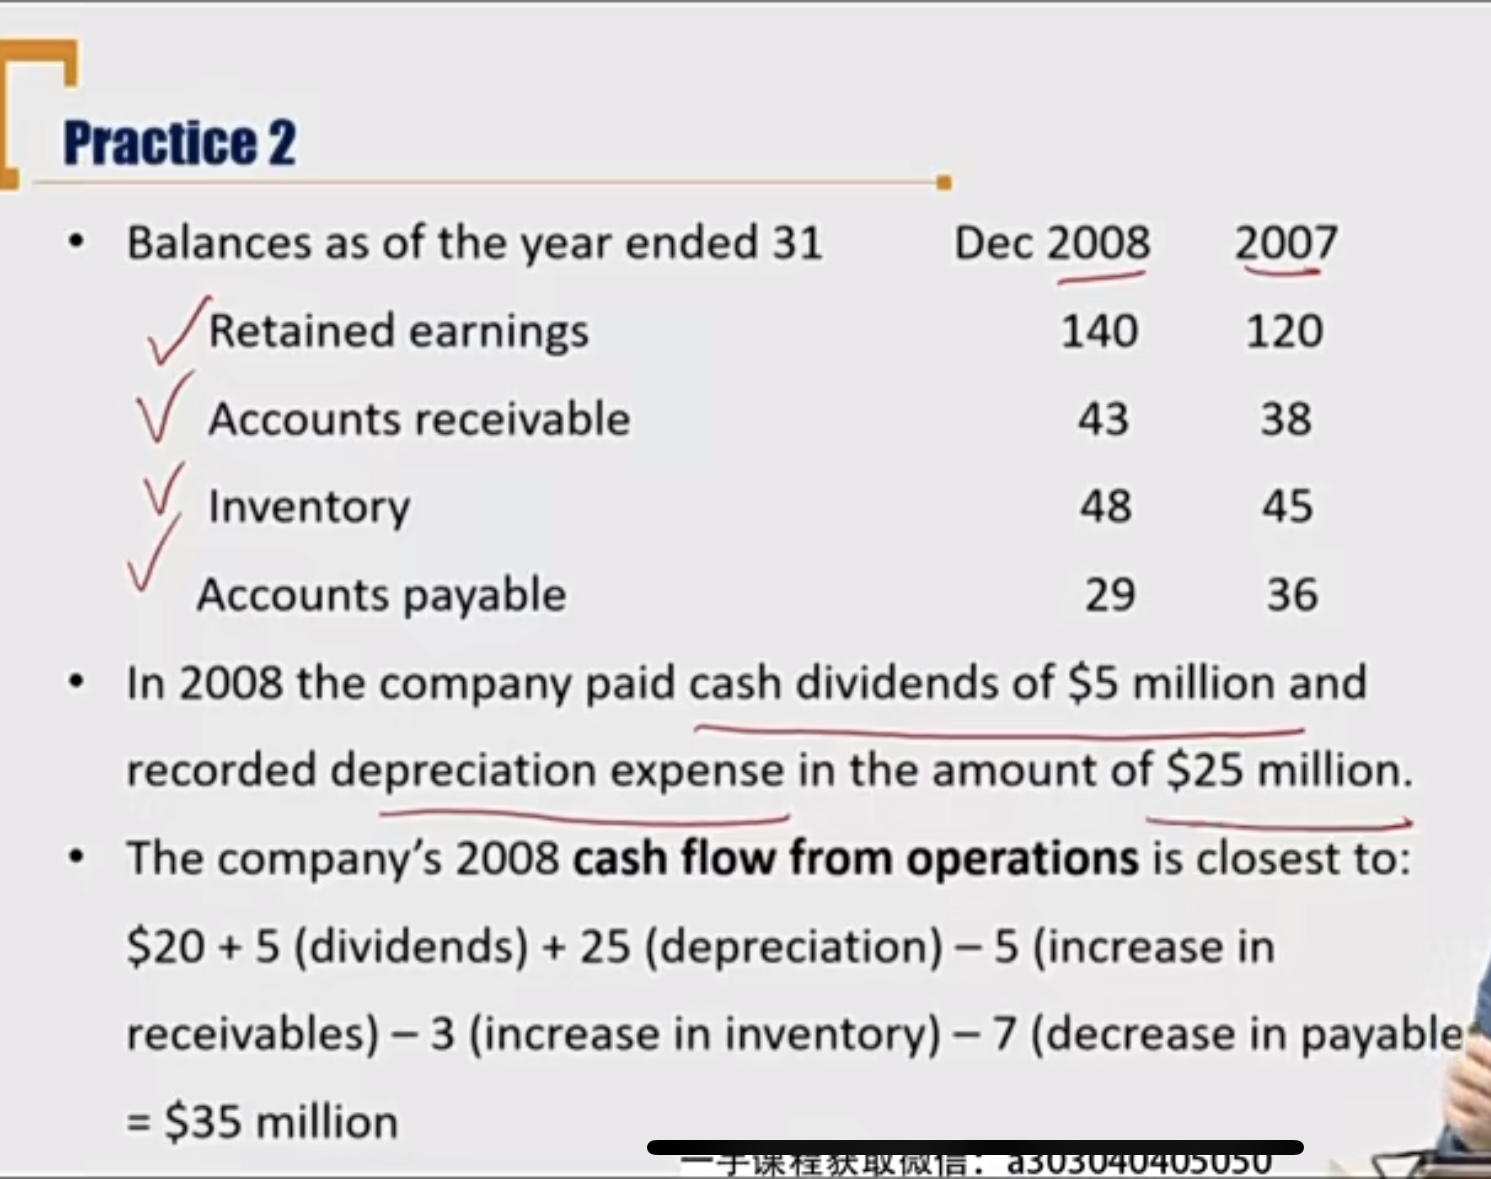 Practice 2
• Balances as of the year ended 31 Dec 2008 2007
Retained earnings 140 120
Accounts receivable 43 38
Inventory 48 45
Accounts payable 29 36
• In 2008 the company paid cash dividends of $5 million and
recorded depreciation expense in the amount of $25 million.
• The company's 2008 cash flow from operations is closest to:
$20 + 5 (dividends) + 25 (depreciation) – 5 (increase in
receivables) – 3 (increase in inventory) – 7 (decrease in payable
= $35 million
一手课程获取微信：a303040405050